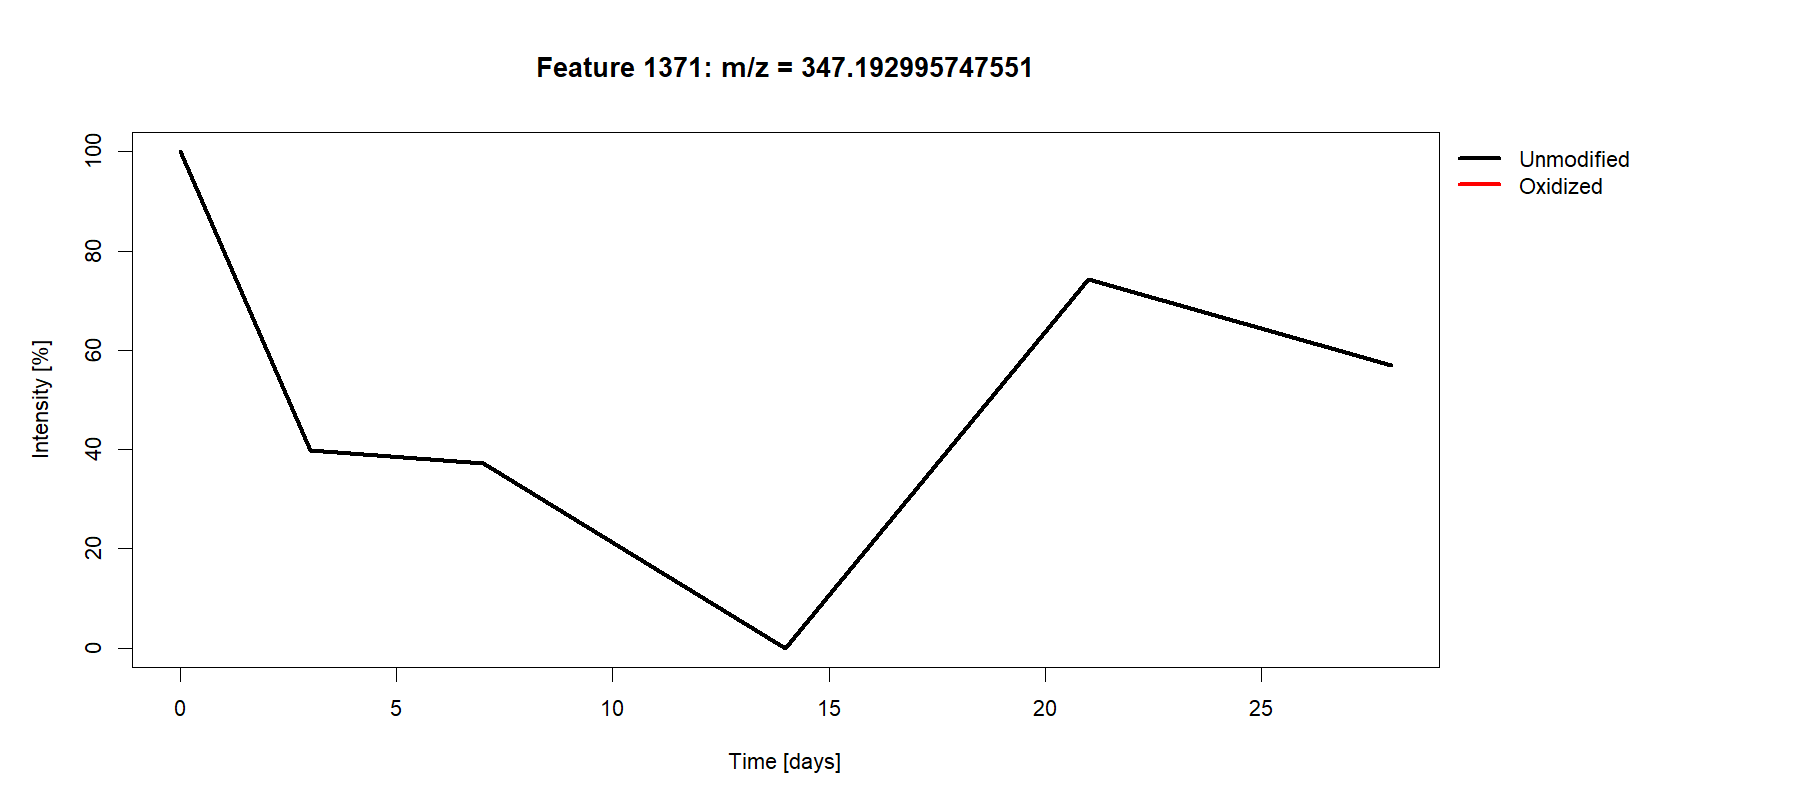 Feature 1371: m/z = 347.192995747551
Unmodified
Oxidized
Intensity [%]
100
80
60
40
20
0
0 5 10 15 20 25
Time [days]